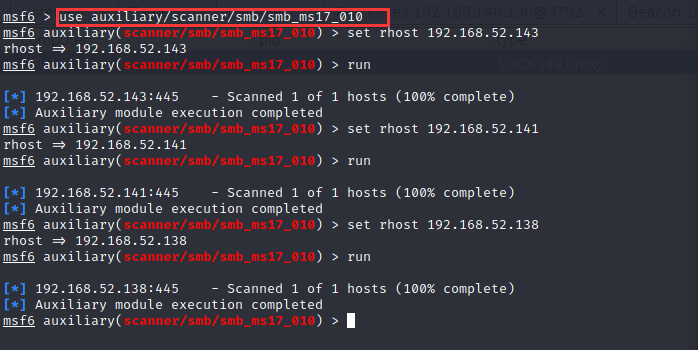 msf6 > use auxiliary/scanner/smb/smb_ms17_010
msf6 auxiliary(scanner/smb/smb_ms17_010) > set rhost 192.168.52.143
rhost => 192.168.52.143
msf6 auxiliary(scanner/smb/smb_ms17_010) > run
[*] 192.168.52.143:445    - Scanned 1 of 1 hosts (100% complete)
[*] Auxiliary module execution completed
msf6 auxiliary(scanner/smb/smb_ms17_010) > set rhost 192.168.52.141
rhost => 192.168.52.141
msf6 auxiliary(scanner/smb/smb_ms17_010) > run
[*] 192.168.52.141:445    - Scanned 1 of 1 hosts (100% complete)
[*] Auxiliary module execution completed
msf6 auxiliary(scanner/smb/smb_ms17_010) > set rhost 192.168.52.138
rhost => 192.168.52.138
msf6 auxiliary(scanner/smb/smb_ms17_010) > run
[*] 192.168.52.138:445    - Scanned 1 of 1 hosts (100% complete)
[*] Auxiliary module execution completed
msf6 auxiliary(scanner/smb/smb_ms17_010) >